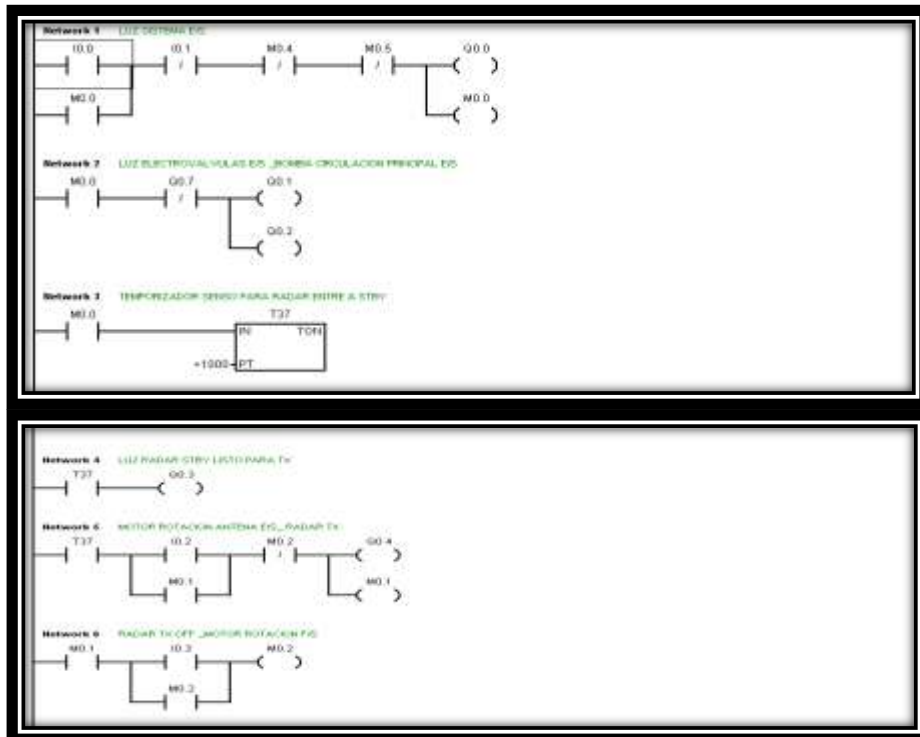 Network 1 LUZ SISTEMA E/S
I0.0 I0.1 M0.4 M0.5 Q0.0
M0.0 M0.0
Network 2 LUZ ELECTROVALVULAS E/S _BOMBA CIRCULACION PRINCIPAL E/S
M0.0 Q0.7 Q0.1
Q0.2
Network 3 TEMPORIZADOR SENSO PARA RADAR ENTRE A STBY
M0.0 T37
IN TON
+1000 PT
Network 4 LUZ RADAR STBY LISTO PARA TX
T37 Q0.3
Network 5 MOTOR ROTACION ANTENA E/S_ RADAR TX
T37 I0.2 M0.2 Q0.4
M0.1 M0.1
Network 6 RADAR TX OFF _MOTOR ROTACION F/S
M0.1 I0.3 M0.2
M0.2